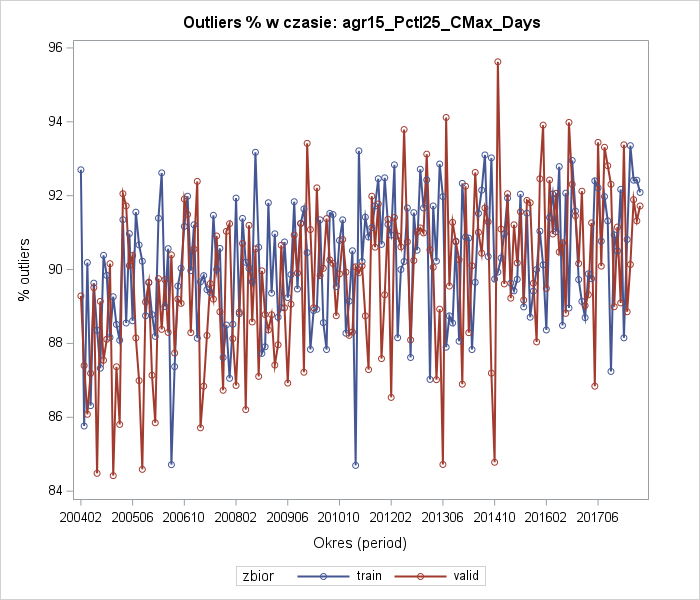 Outliers % w czasie: agr15_Pctl25_CMax_Days
% outliers
96
94
92
90
88
86
84
200402 200506 200610 200802 200906 201010 201202 201306 201410 201602 201706
Okres (period)
zbior train valid